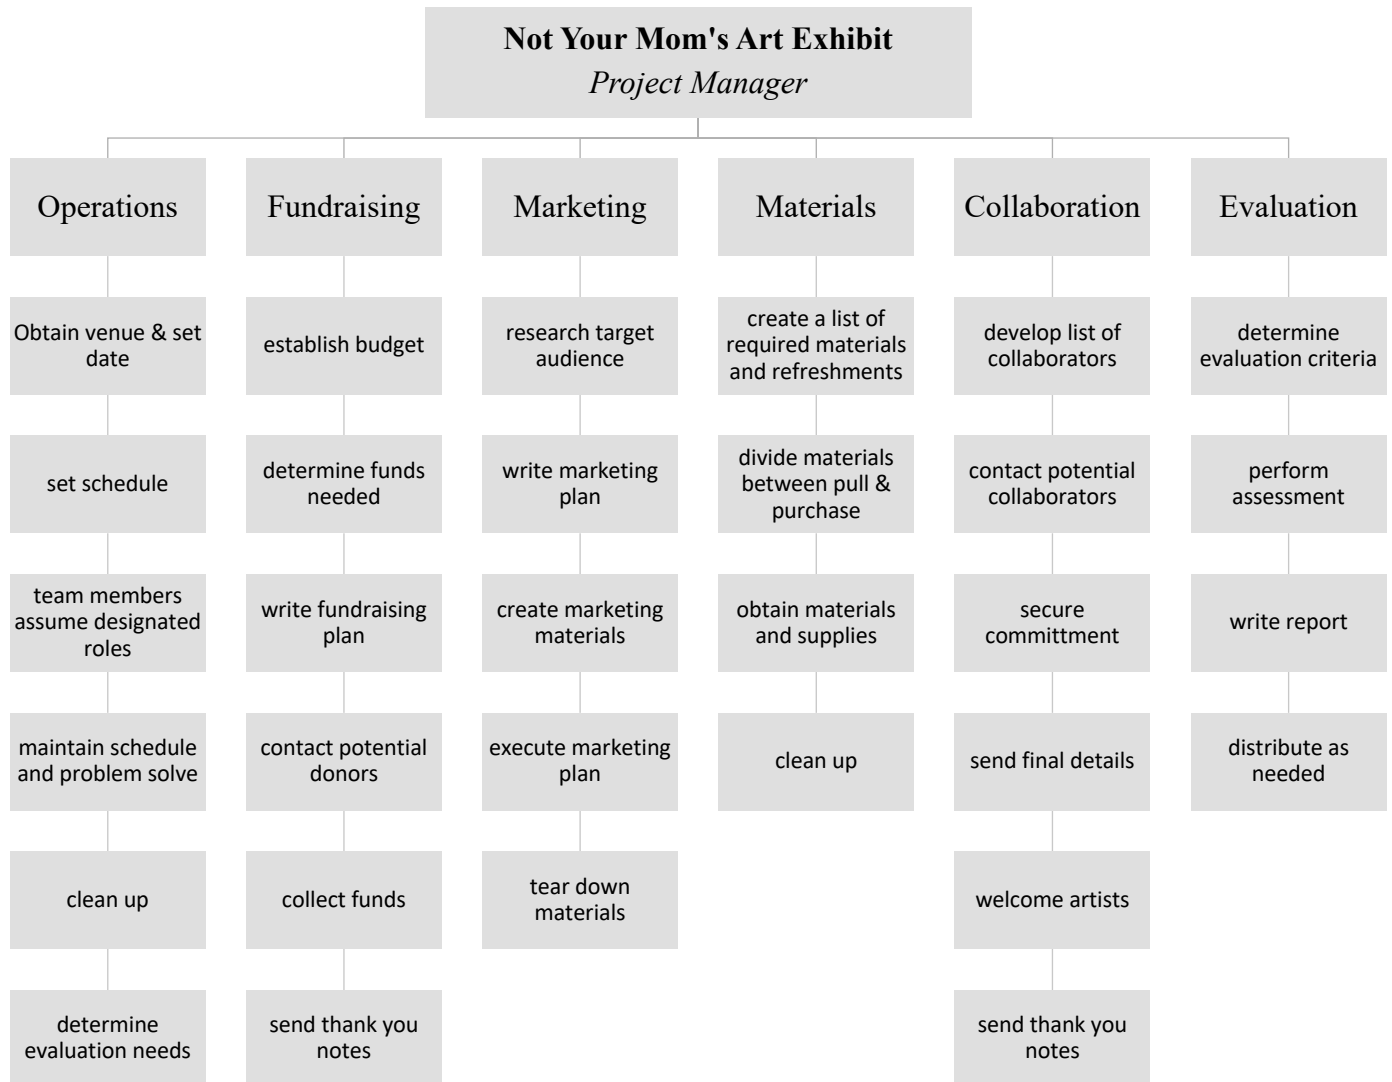 Not Your Mom's Art Exhibit
Project Manager
Operations
Obtain venue & set
date
set schedule
team members
assume designated
roles
maintain schedule
and problem solve
clean up
determine
evaluation needs
Fundraising
establish budget
determine funds
needed
write fundraising
plan
contact potential
donors
collect funds
send thank you
notes
Marketing
research target
audience
write marketing
plan
create marketing
materials
execute marketing
plan
tear down
materials
Materials
create a list of
required materials
and refreshments
divide materials
between pull &
purchase
obtain materials
and supplies
clean up
Collaboration
develop list of
collaborators
contact potential
collaborators
secure
committment
send final details
welcome artists
send thank you
notes
Evaluation
determine
evaluation criteria
perform
assessment
write report
distribute as
needed